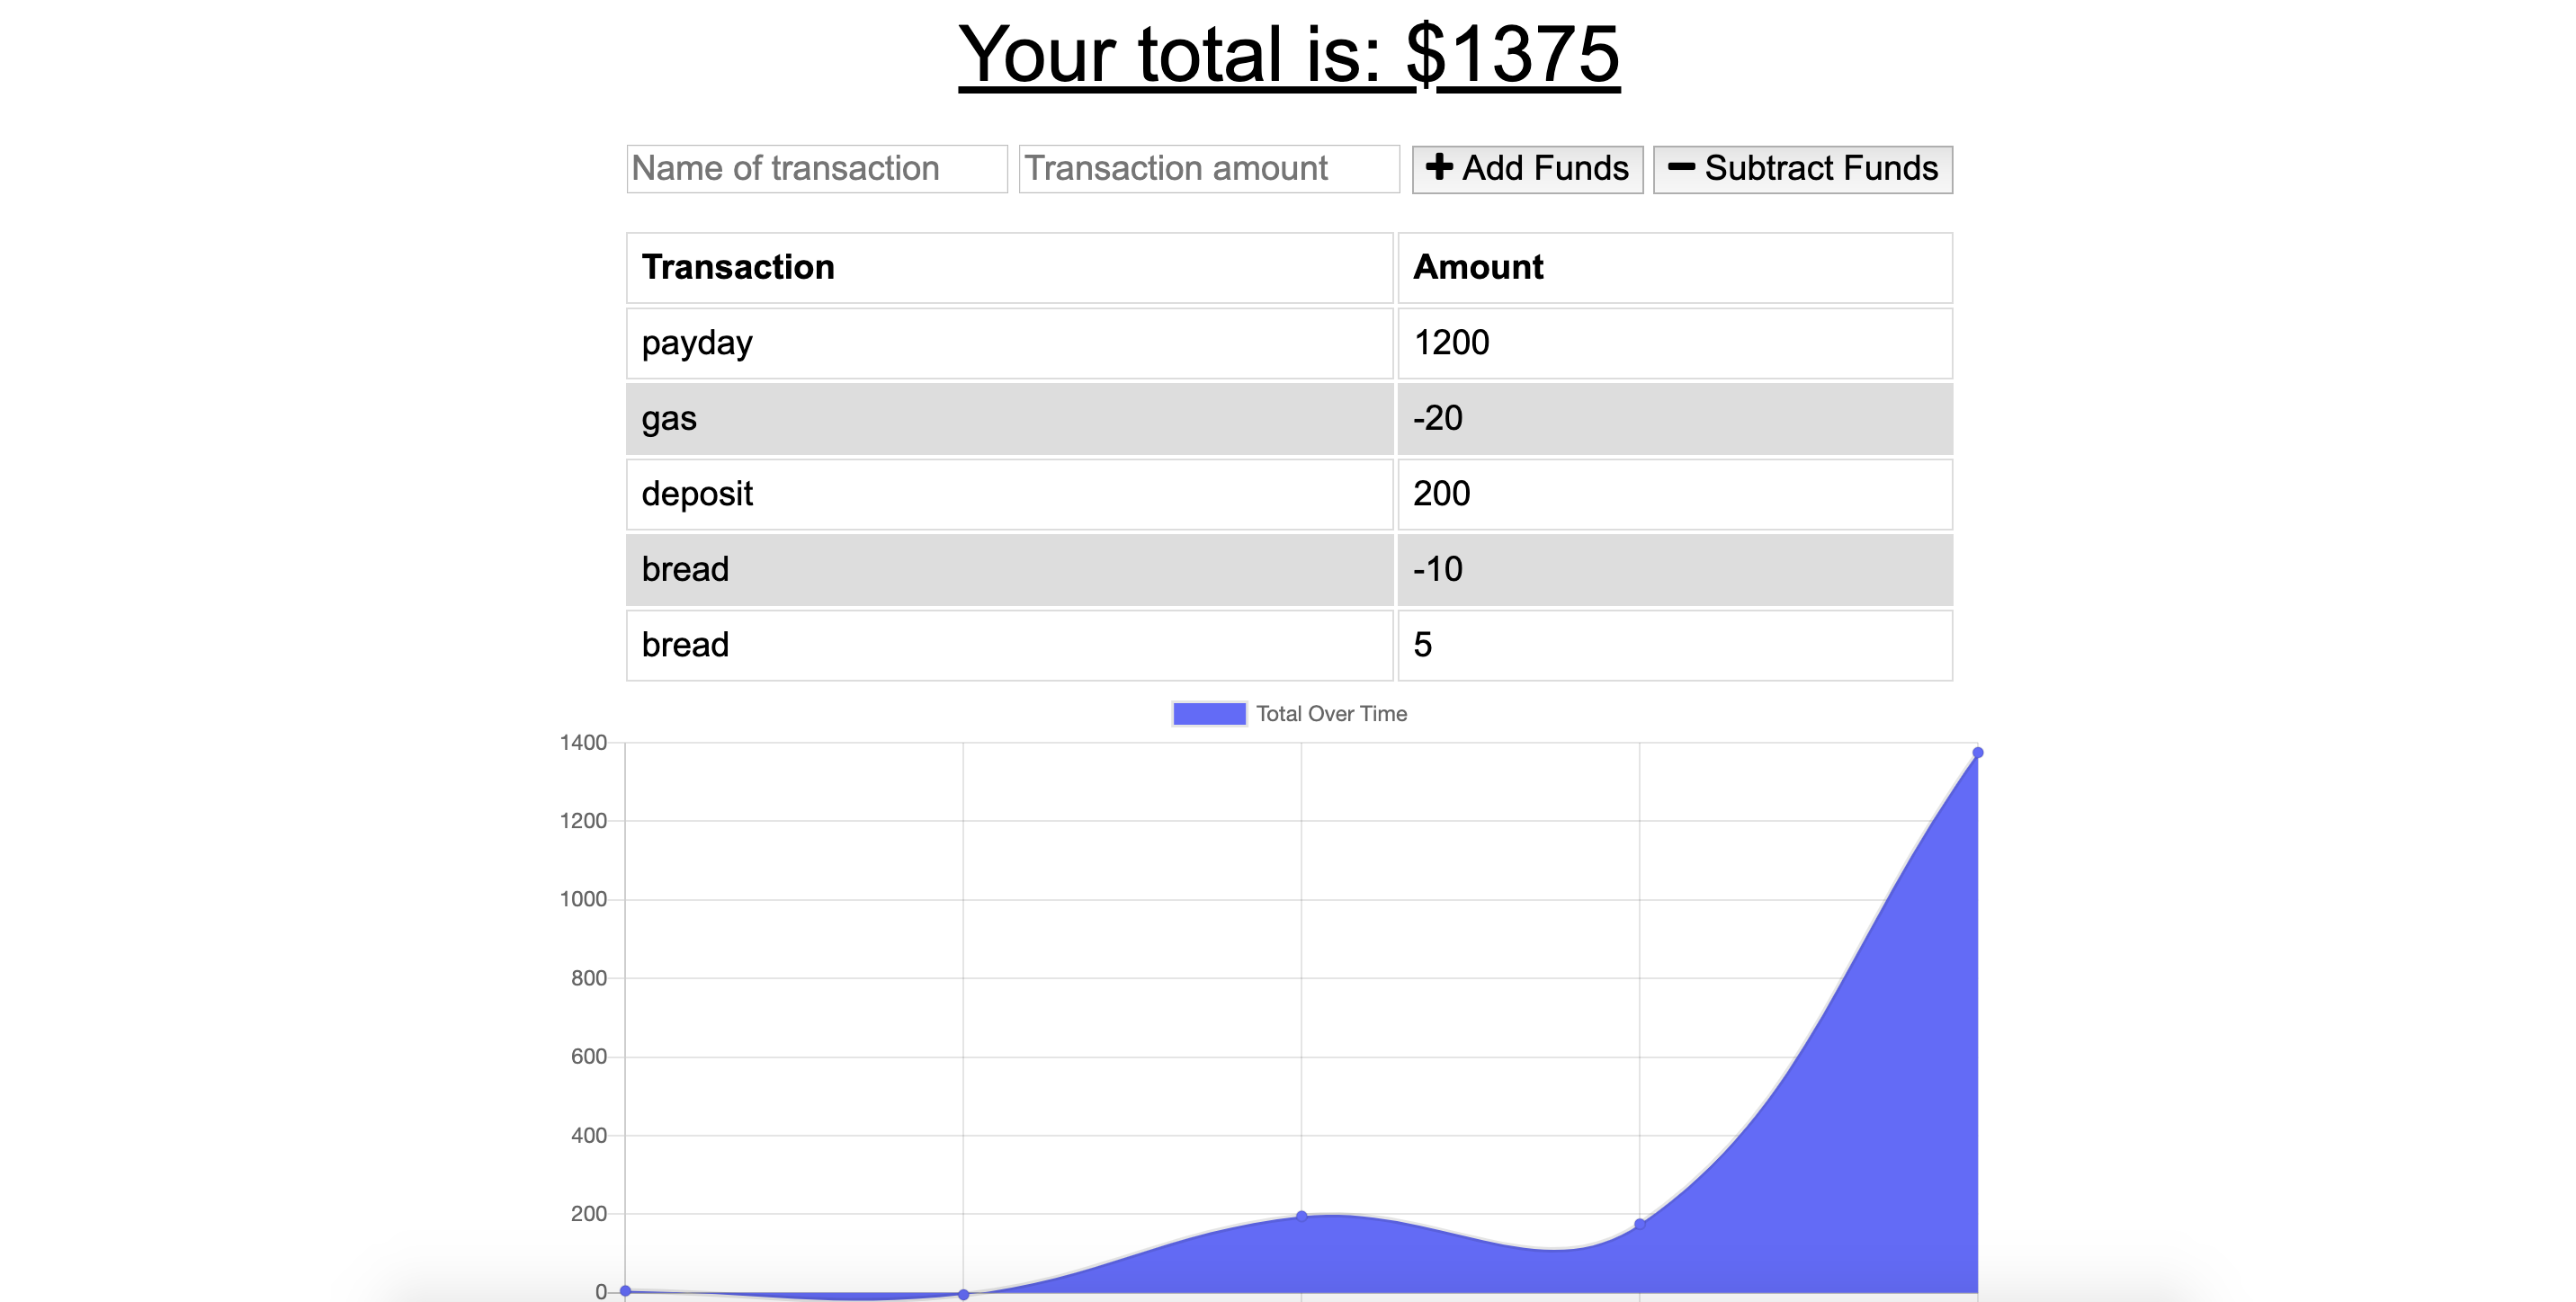 Your total is: $1375
Name of transaction Transaction amount + Add Funds − Subtract Funds
Transaction Amount
payday 1200
gas -20
deposit 200
bread -10
bread 5
Total Over Time
1400
1200
1000
800
600
400
200
0